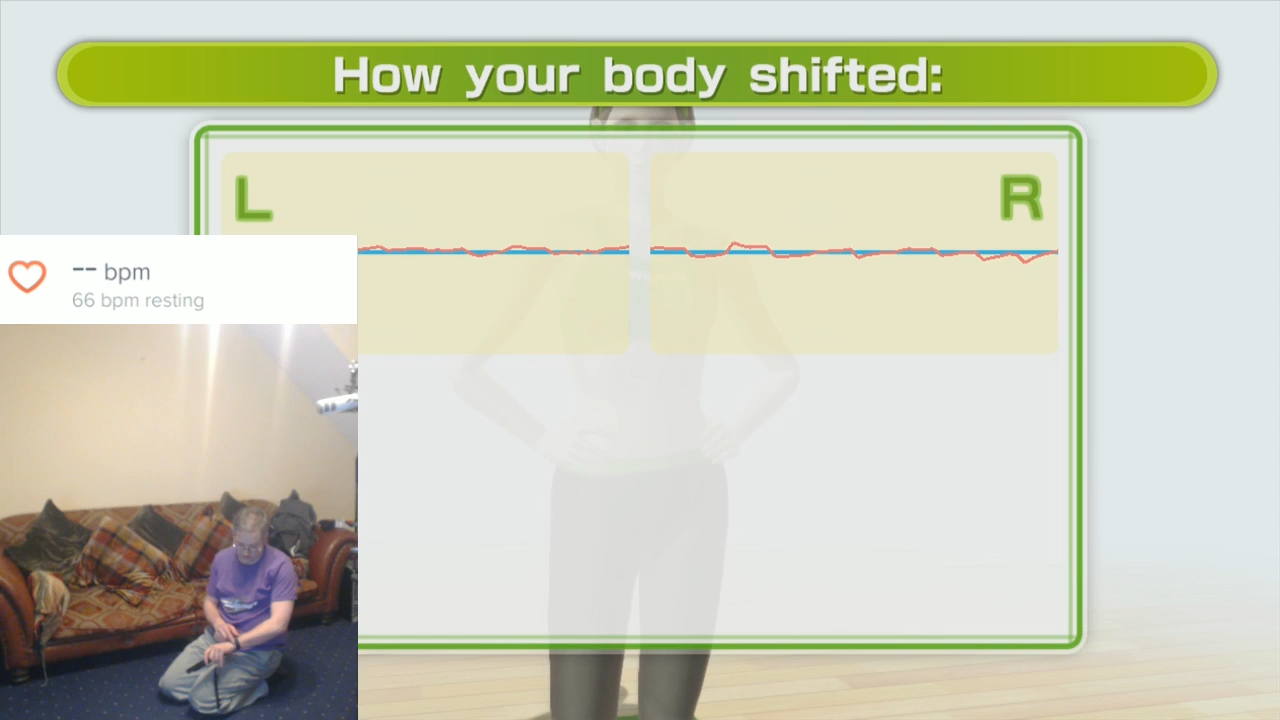 How your body shifted:
L
R
-- bpm
66 bpm resting